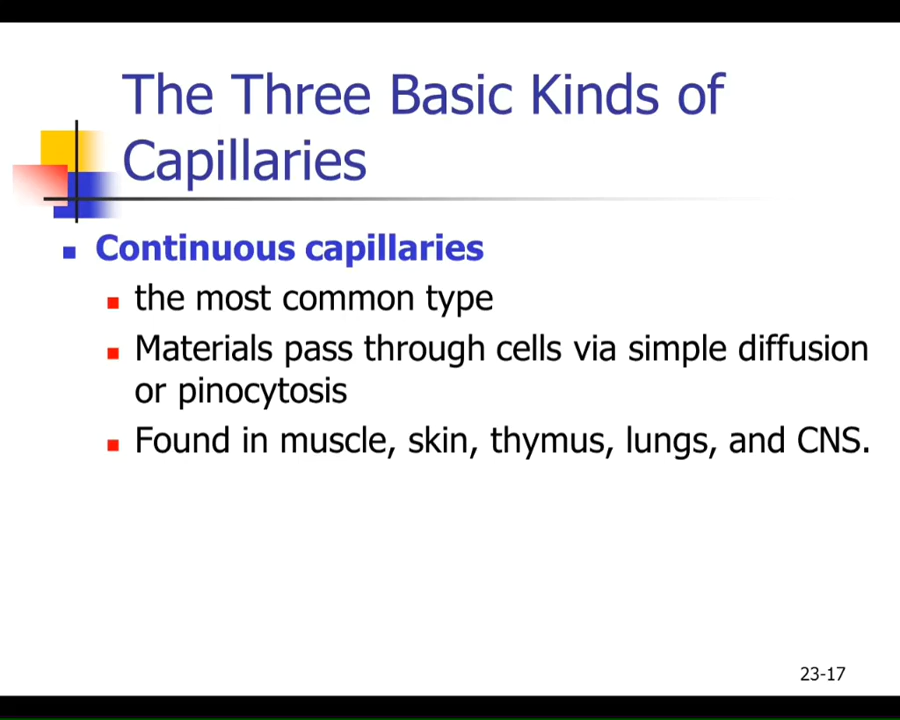 The Three Basic Kinds of
Capillaries
Continuous capillaries
the most common type
Materials pass through cells via simple diffusion
or pinocytosis
Found in muscle, skin, thymus, lungs, and CNS.
23-17